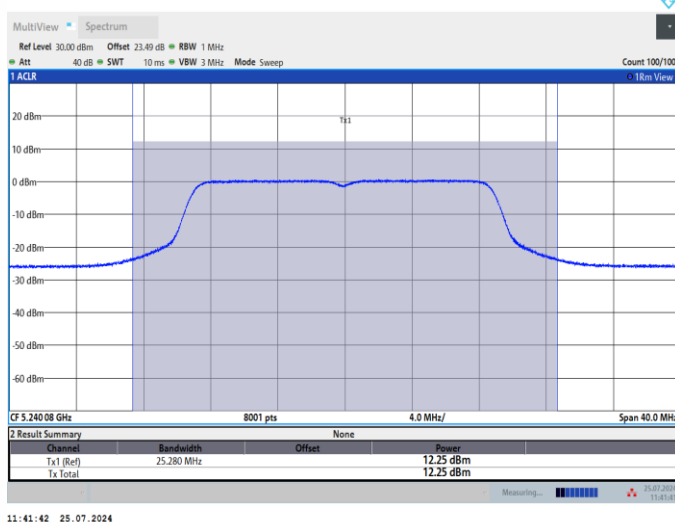 MultiView Spectrum
Ref Level 30.00 dBm Offset 23.49 dB RBW 1 MHz
Att 40 dB SWT 10 ms VBW 3 MHz Mode Sweep Count 100/100
1 ACLR 1Rm View
Tx1
20 dBm
10 dBm
0 dBm
-10 dBm
-20 dBm
-30 dBm
-40 dBm
-50 dBm
-60 dBm
CF 5.240 08 GHz 8001 pts 4.0 MHz/ Span 40.0 MHz
2 Result Summary None
Channel Bandwidth Offset Power
Tx1 (Ref) 25.280 MHz 12.25 dBm
Tx Total 12.25 dBm
Measuring...
11:41:42 25.07.2024